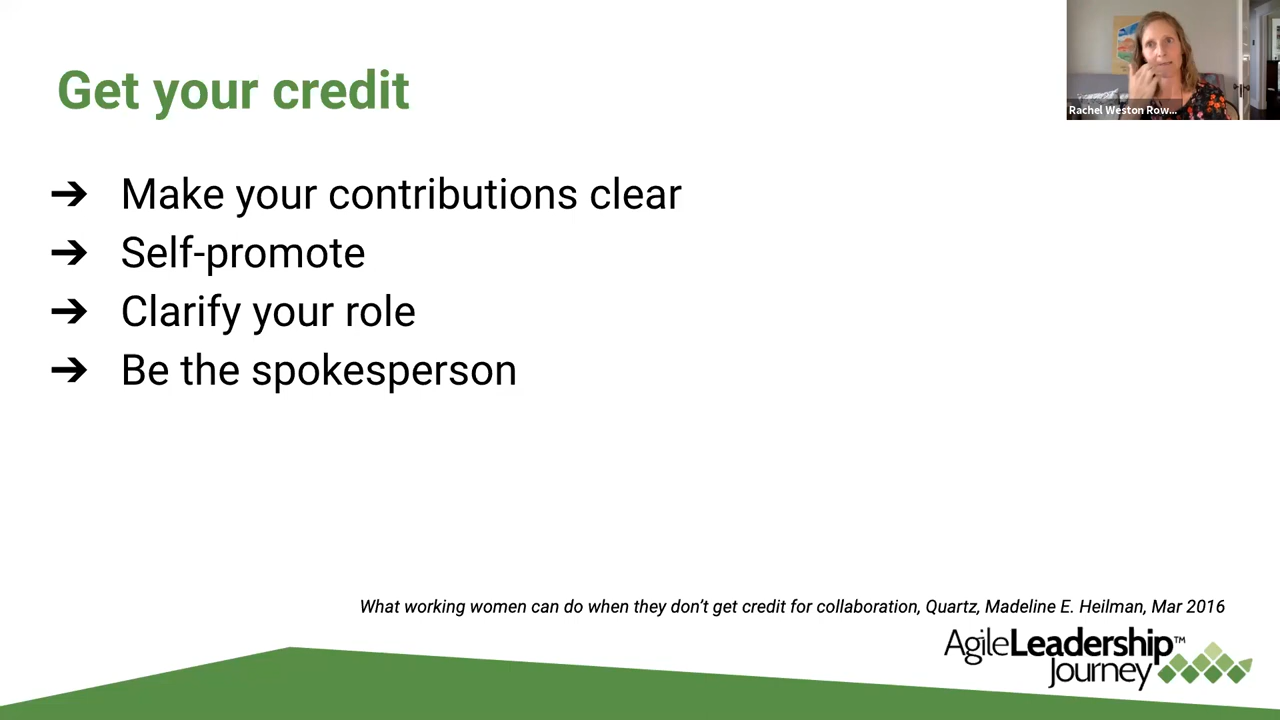 Get your credit
Rachel Weston Row...
➔ Make your contributions clear
➔ Self-promote
➔ Clarify your role
➔ Be the spokesperson
What working women can do when they don’t get credit for collaboration, Quartz, Madeline E. Heilman, Mar 2016
AgileLeadership™
Journey